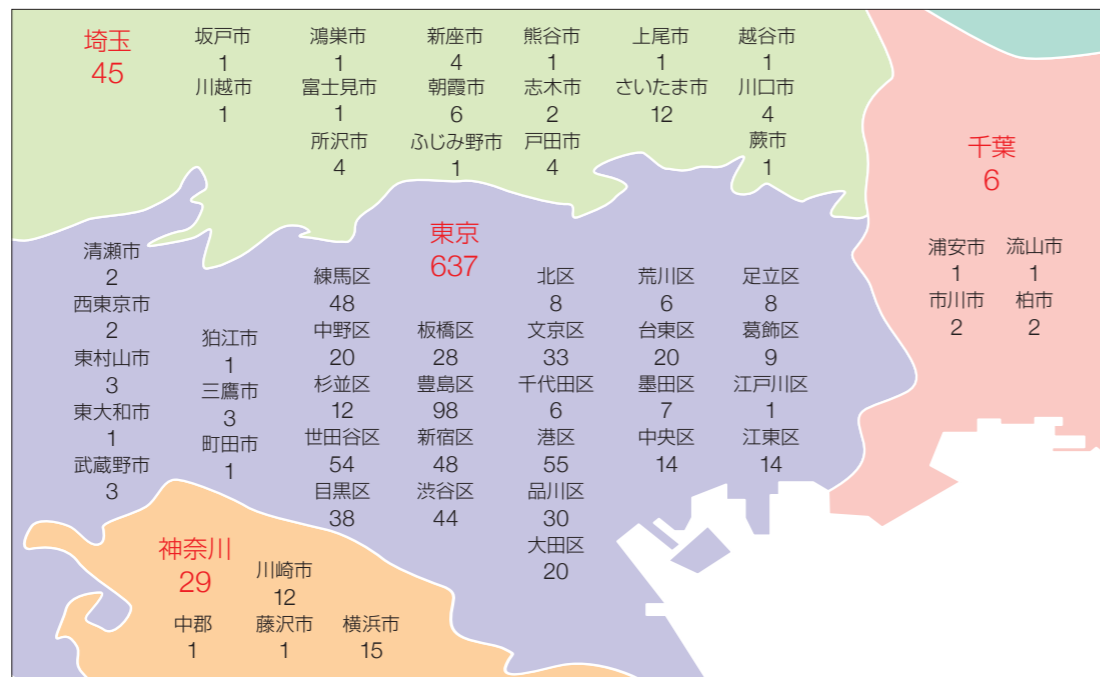 埼玉
45
坂戸市
1
川越市
1
鴻巣市
1
富士見市
1
所沢市
4
新座市
4
朝霞市
6
ふじみ野市
1
熊谷市
1
志木市
2
戸田市
4
上尾市
1
さいたま市
12
越谷市
1
川口市
4
蕨市
1
千葉
6
浦安市
1
市川市
2
流山市
1
柏市
2
東京
637
清瀬市
2
西東京市
2
東村山市
3
東大和市
1
武蔵野市
3
狛江市
1
三鷹市
3
町田市
1
練馬区
48
中野区
20
杉並区
12
世田谷区
54
目黒区
38
板橋区
28
豊島区
98
新宿区
48
渋谷区
44
北区
8
文京区
33
千代田区
6
港区
55
品川区
30
大田区
20
荒川区
6
台東区
20
墨田区
7
中央区
14
足立区
8
葛飾区
9
江戸川区
1
江東区
14
神奈川
29
川崎市
12
中郡
1
藤沢市
1
横浜市
15